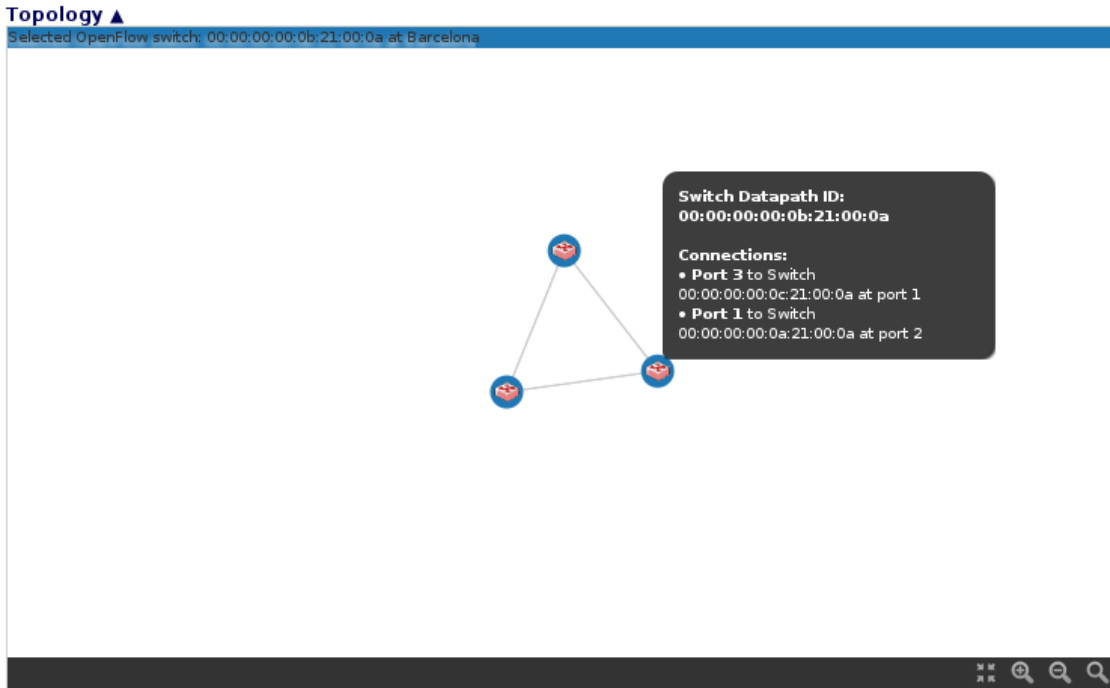 Topology ▲
Selected OpenFlow switch: 00:00:00:00:0b:21:00:0a at Barcelona
Switch Datapath ID:
00:00:00:00:0b:21:00:0a
Connections:
• Port 3 to Switch
00:00:00:00:0c:21:00:0a at port 1
• Port 1 to Switch
00:00:00:00:0a:21:00:0a at port 2